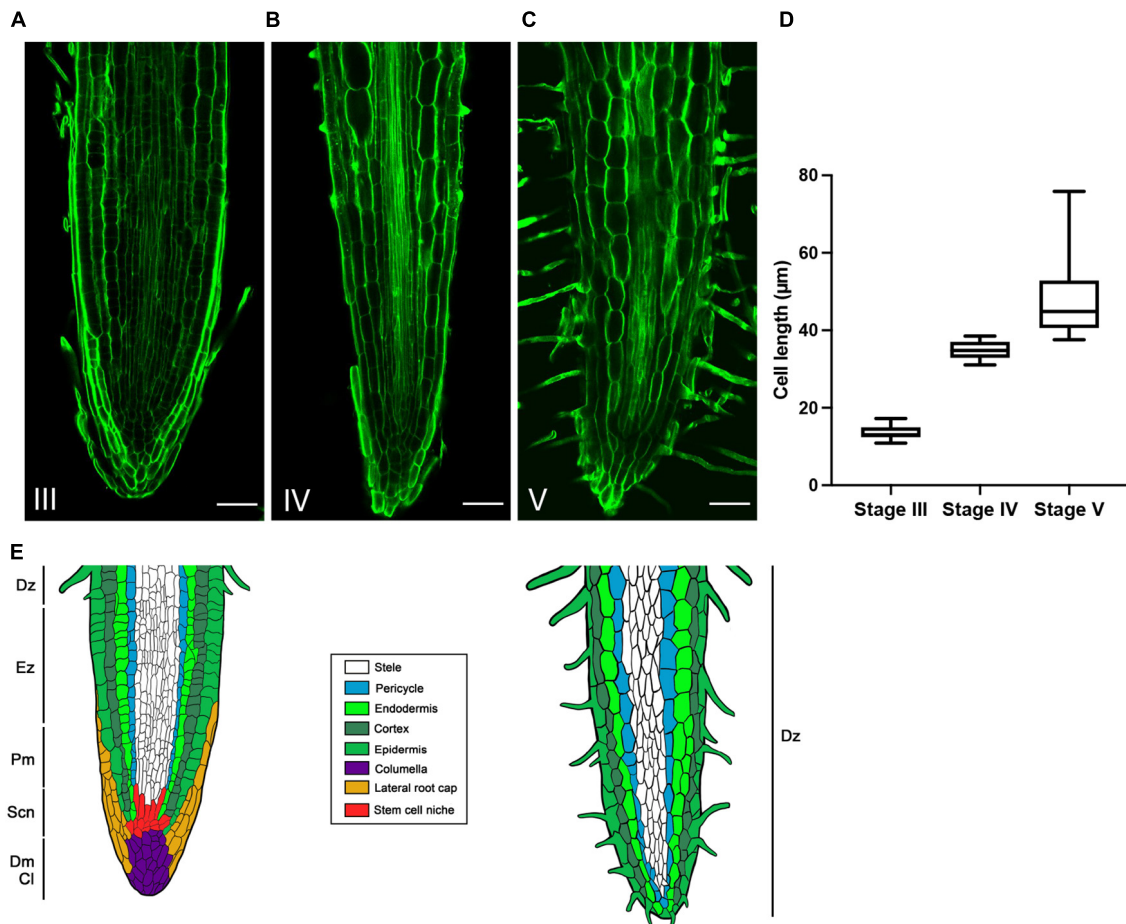 A
B
C
D
III
IV
V
80
60
40
20
0
Cell length (µm)
Stage III
Stage IV
Stage V
E
Dz
Ez
Pm
Scn
Dm
Cl
Stele
Pericycle
Endodermis
Cortex
Epidermis
Columella
Lateral root cap
Stem cell niche
Dz